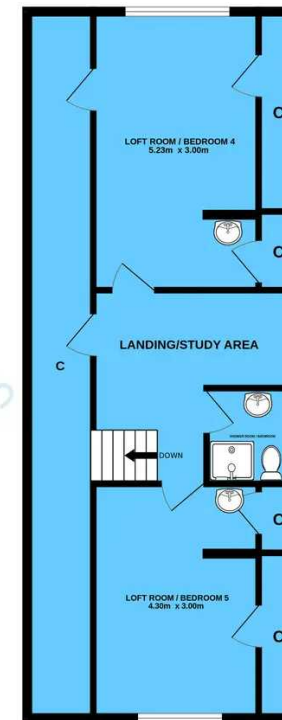 LOFT ROOM / BEDROOM 4
5.23m x 3.00m
C
C
LANDING/STUDY AREA
C
DOWN
C
LOFT ROOM / BEDROOM 5
4.30m x 3.00m
C